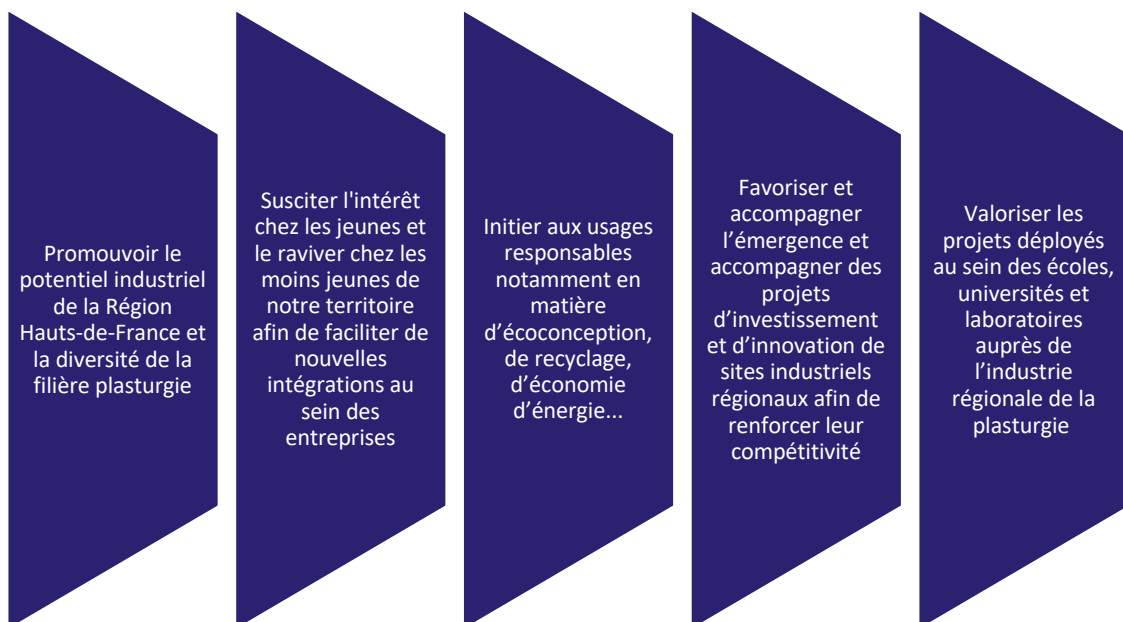 Promouvoir le
potentiel industriel
de la Région
Hauts-de-France et
la diversité de la
filière plasturgie
Susciter l'intérêt
chez les jeunes et
le raviver chez les
moins jeunes de
notre territoire
afin de faciliter de
nouvelles
intégrations au
sein des
entreprises
Initier aux usages
responsables
notamment en
matière
d’écoconception,
de recyclage,
d’économie
d’énergie...
Favoriser et
accompagner
l’émergence et
accompagner des
projets
d’investissement
et d’innovation de
sites industriels
régionaux afin de
renforcer leur
compétitivité
Valoriser les
projets déployés
au sein des écoles,
universités et
laboratoires
auprès de
l’industrie
régionale de la
plasturgie